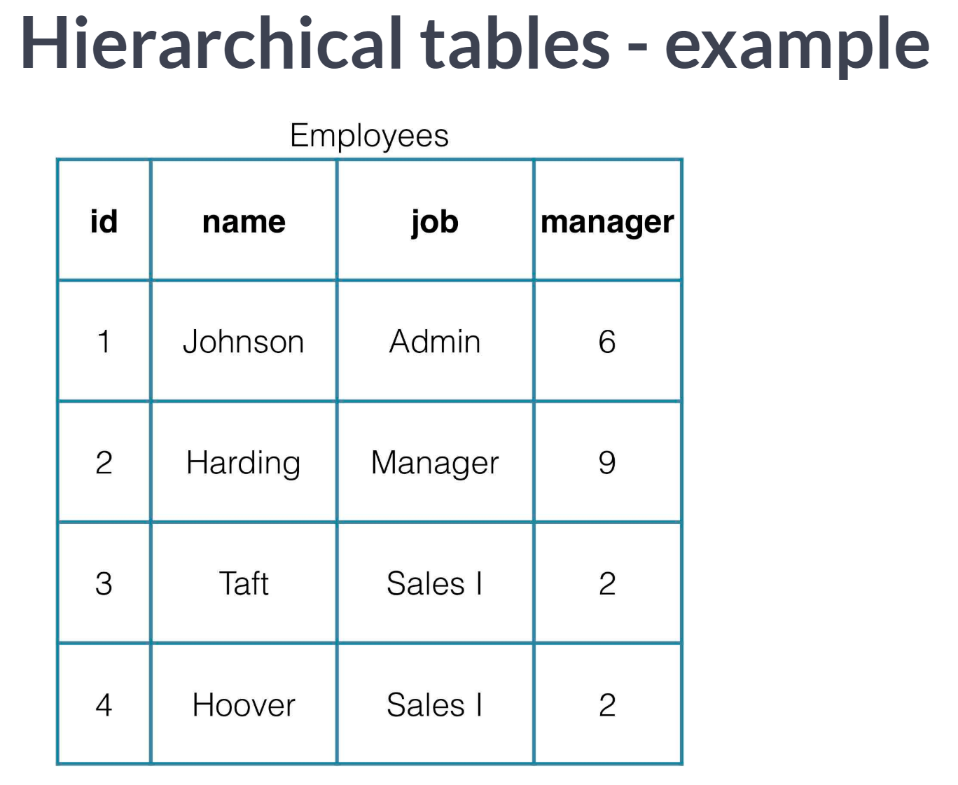 Hierarchical tables - example
Employees
id name job manager
1 Johnson Admin 6
2 Harding Manager 9
3 Taft Sales I 2
4 Hoover Sales I 2